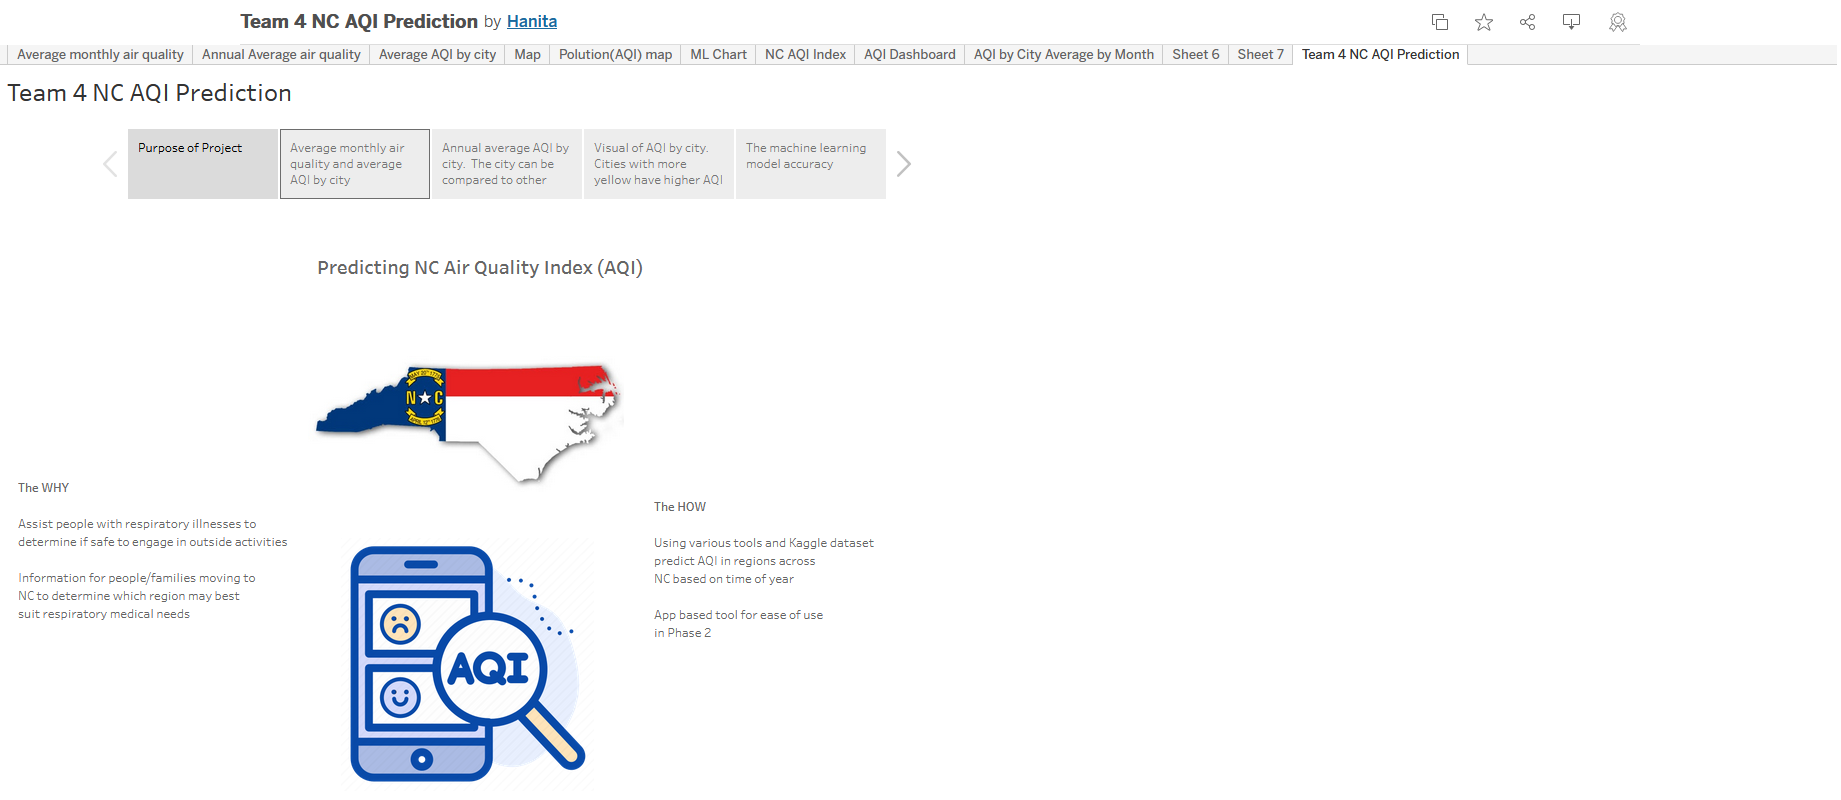 Team 4 NC AQI Prediction by Hanita
Average monthly air quality
Annual Average air quality
Average AQI by city
Map
Polution(AQI) map
ML Chart
NC AQI Index
AQI Dashboard
AQI by City Average by Month
Sheet 6
Sheet 7
Team 4 NC AQI Prediction
Team 4 NC AQI Prediction
Purpose of Project
Average monthly air
quality and average
AQI by city
Annual average AQI by
city. The city can be
compared to other
Visual of AQI by city.
Cities with more
yellow have higher AQI
The machine learning
model accuracy
Predicting NC Air Quality Index (AQI)
MAY 20TH 1775
N C
APRIL 12TH 1776
The WHY
Assist people with respiratory illnesses to
determine if safe to engage in outside activities
Information for people/families moving to
NC to determine which region may best
suit respiratory medical needs
AQI
The HOW
Using various tools and Kaggle dataset
predict AQI in regions across
NC based on time of year
App based tool for ease of use
in Phase 2